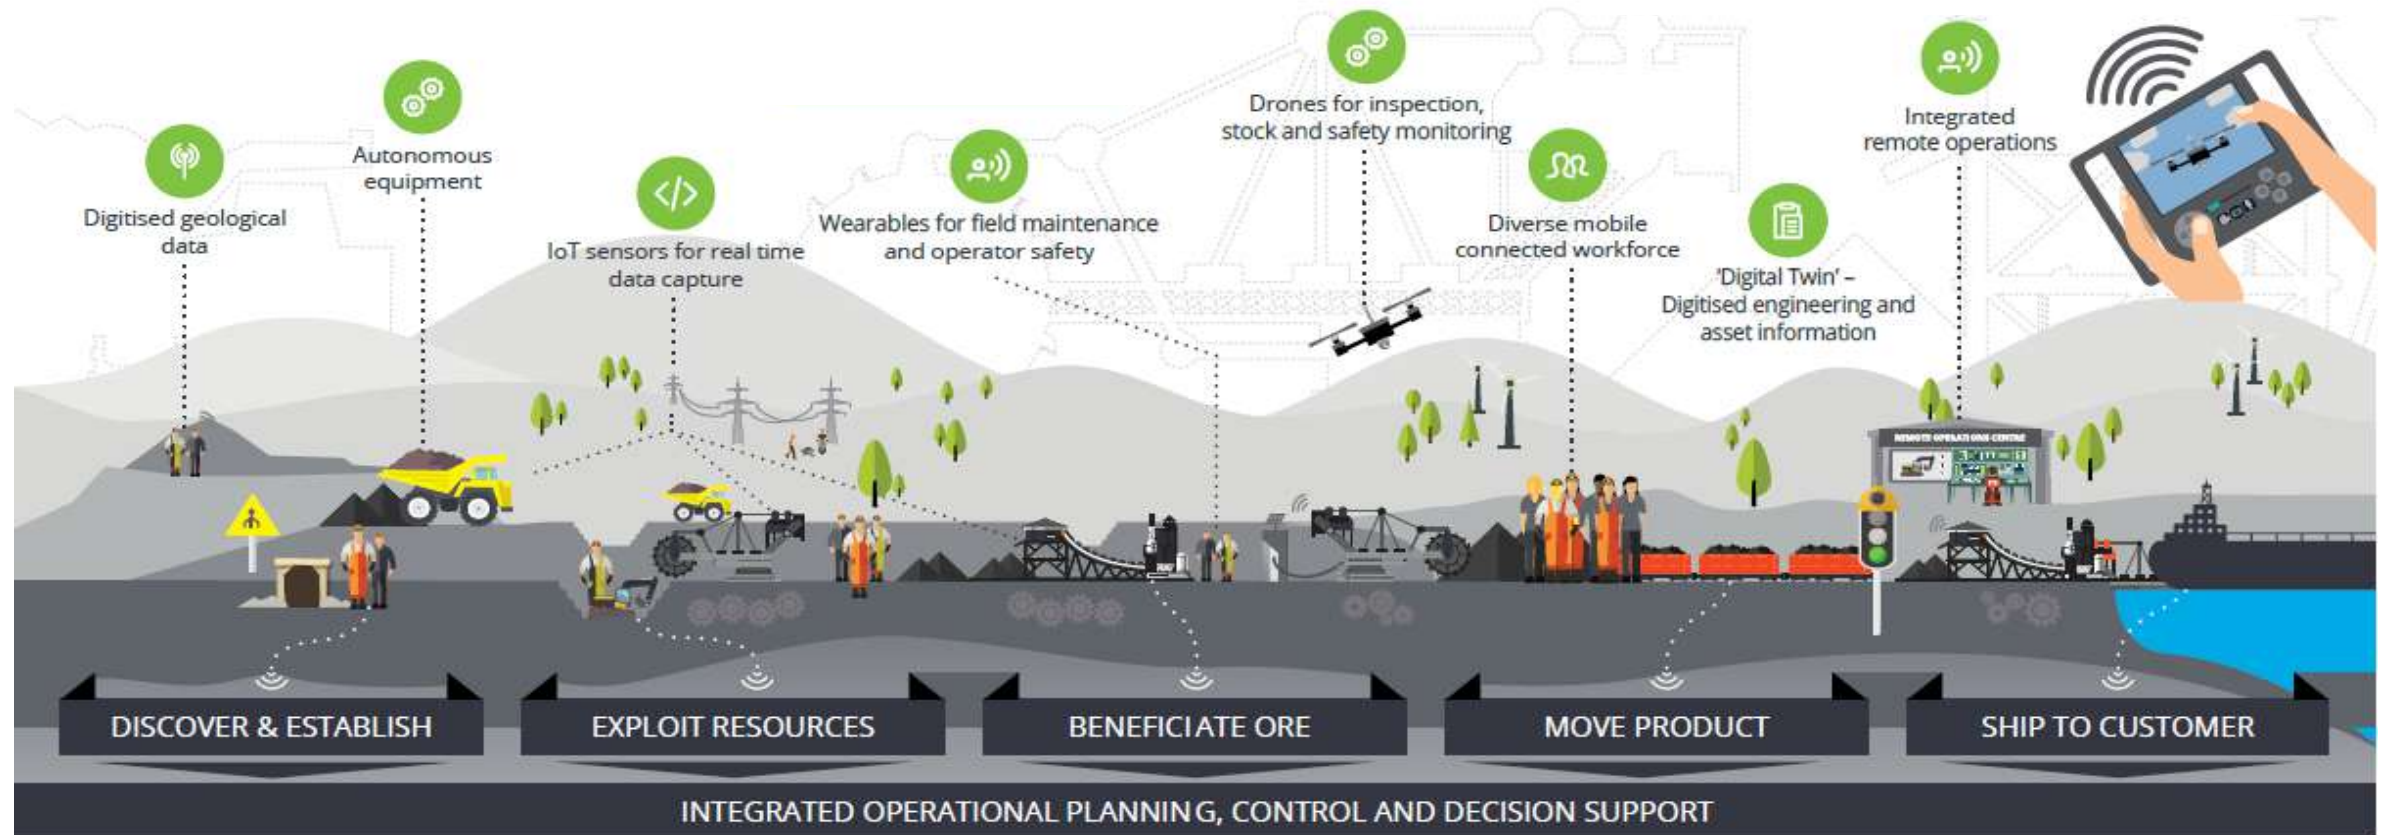 Digitised geological
data
Autonomous
equipment
IoT sensors for real time
data capture
Wearables for field maintenance
and operator safety
Drones for inspection,
stock and safety monitoring
Diverse mobile
connected workforce
'Digital Twin' –
Digitised engineering and
asset information
Integrated
remote operations
REMOTE OPERATIONS CENTRE
DISCOVER & ESTABLISH
EXPLOIT RESOURCES
BENEFICIATE ORE
MOVE PRODUCT
SHIP TO CUSTOMER
INTEGRATED OPERATIONAL PLANNING, CONTROL AND DECISION SUPPORT